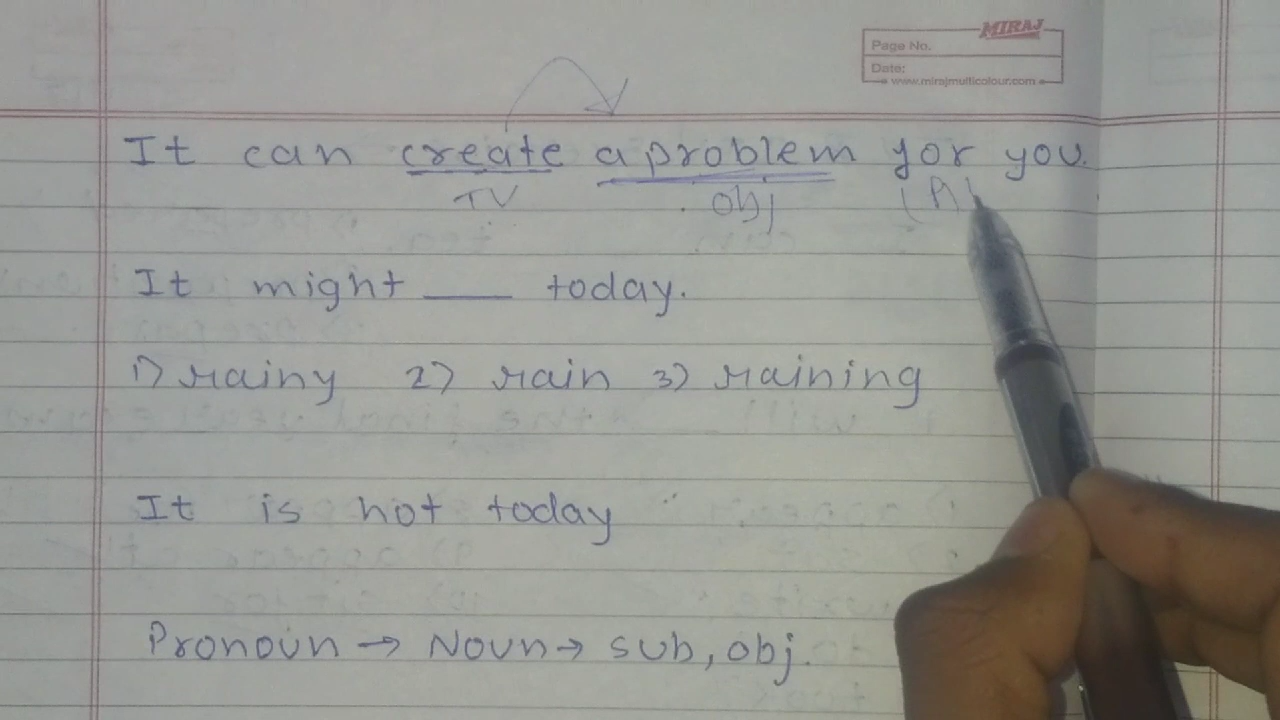 MIRAJ
Page No.
Date:
www.mirajmulticolour.com
It can create a problem for you.
TV obj (P)
It might ___ today.
1) rainy 2) rain 3) raining
It is hot today
Pronoun → Noun → sub, obj.